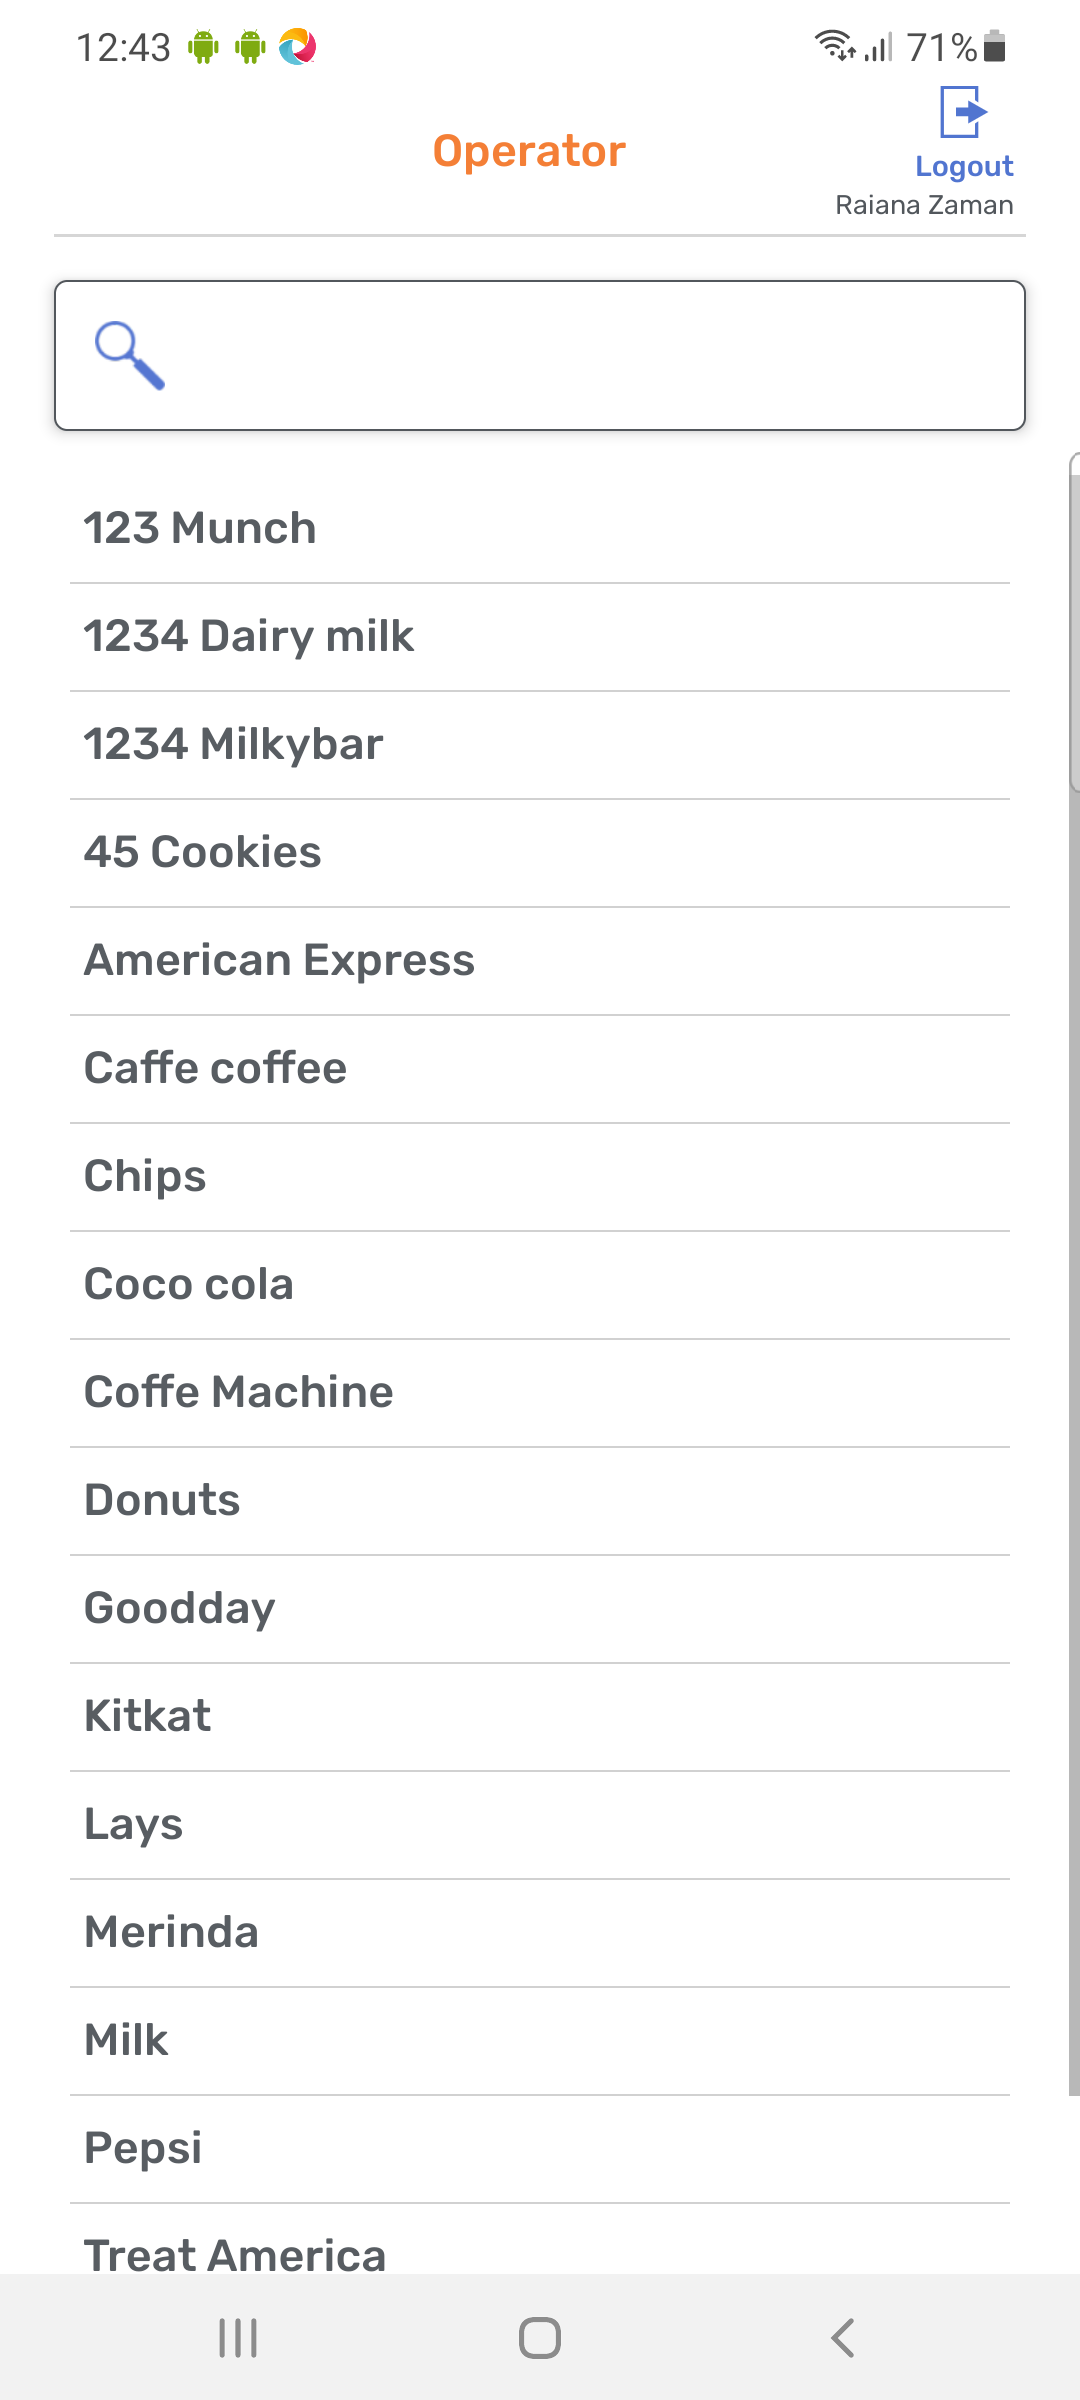 12:43
71%
Operator
Logout
Raiana Zaman
123 Munch
1234 Dairy milk
1234 Milkybar
45 Cookies
American Express
Caffe coffee
Chips
Coco cola
Coffe Machine
Donuts
Goodday
Kitkat
Lays
Merinda
Milk
Pepsi
Treat America